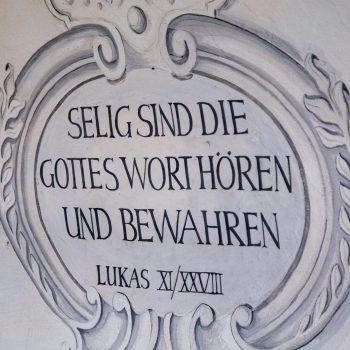 SELIG SIND DIE
GOTTES WORT HÖREN
UND BEWAHREN
LUKAS XI/XXVIII